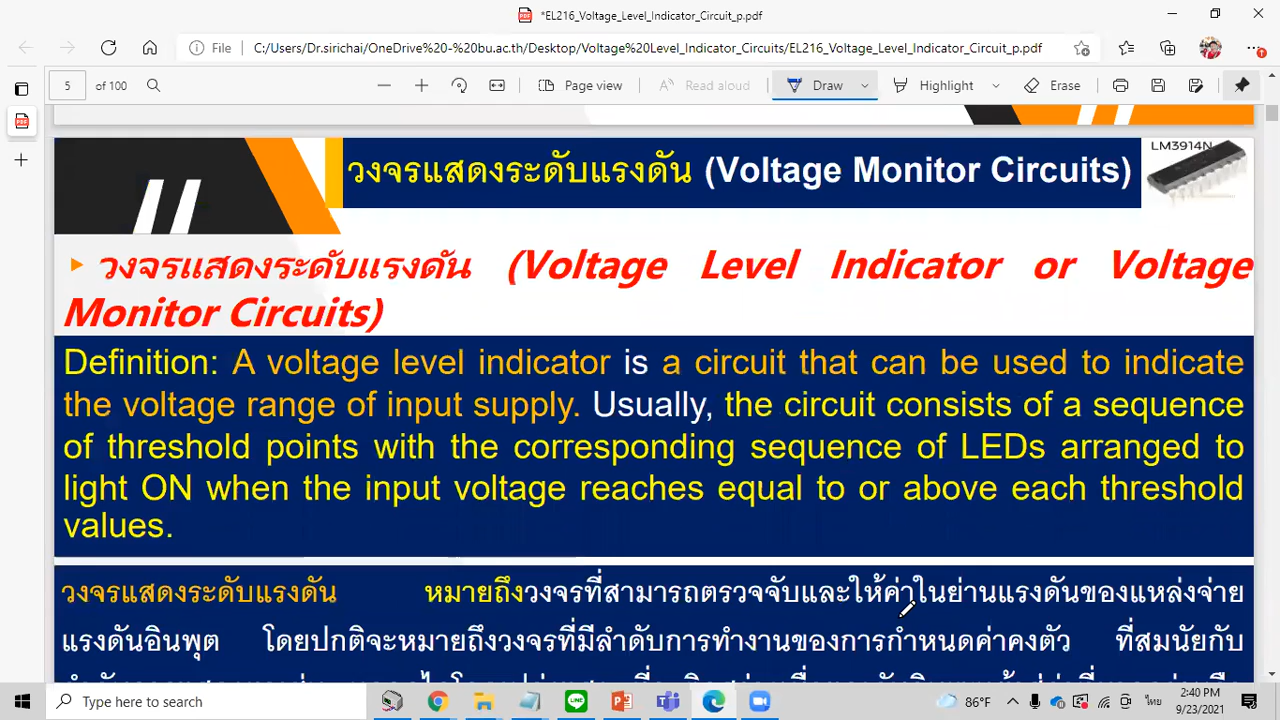 *EL216_Voltage_Level_Indicator_Circuit_p.pdf
File C:/Users/Dr.sirichai/OneDrive%20-%20bu.ac.th/Desktop/Voltage%20Level_Indicator_Circuits/EL216_Voltage_Level_Indicator_Circuit_p.pdf
5 of 100 Page view Read aloud Draw Highlight Erase
วงจรแสดงระดับแรงดัน (Voltage Monitor Circuits)
LM3914N
วงจรแสดงระดับแรงดัน (Voltage Level Indicator or Voltage
Monitor Circuits)
Definition: A voltage level indicator is a circuit that can be used to indicate
the voltage range of input supply. Usually, the circuit consists of a sequence
of threshold points with the corresponding sequence of LEDs arranged to
light ON when the input voltage reaches equal to or above each threshold
values.
วงจรแสดงระดับแรงดัน หมายถึงวงจรที่สามารถตรวจจับและให้ค่าในย่านแรงดันของแหล่งจ่าย
แรงดันอินพุต โดยปกติจะหมายถึงวงจรที่มีลำดับการทำงานของการกำหนดค่าคงตัว ที่สมนัยกับ
Type here to search
86°F
ไทย
2:40 PM
9/23/2021